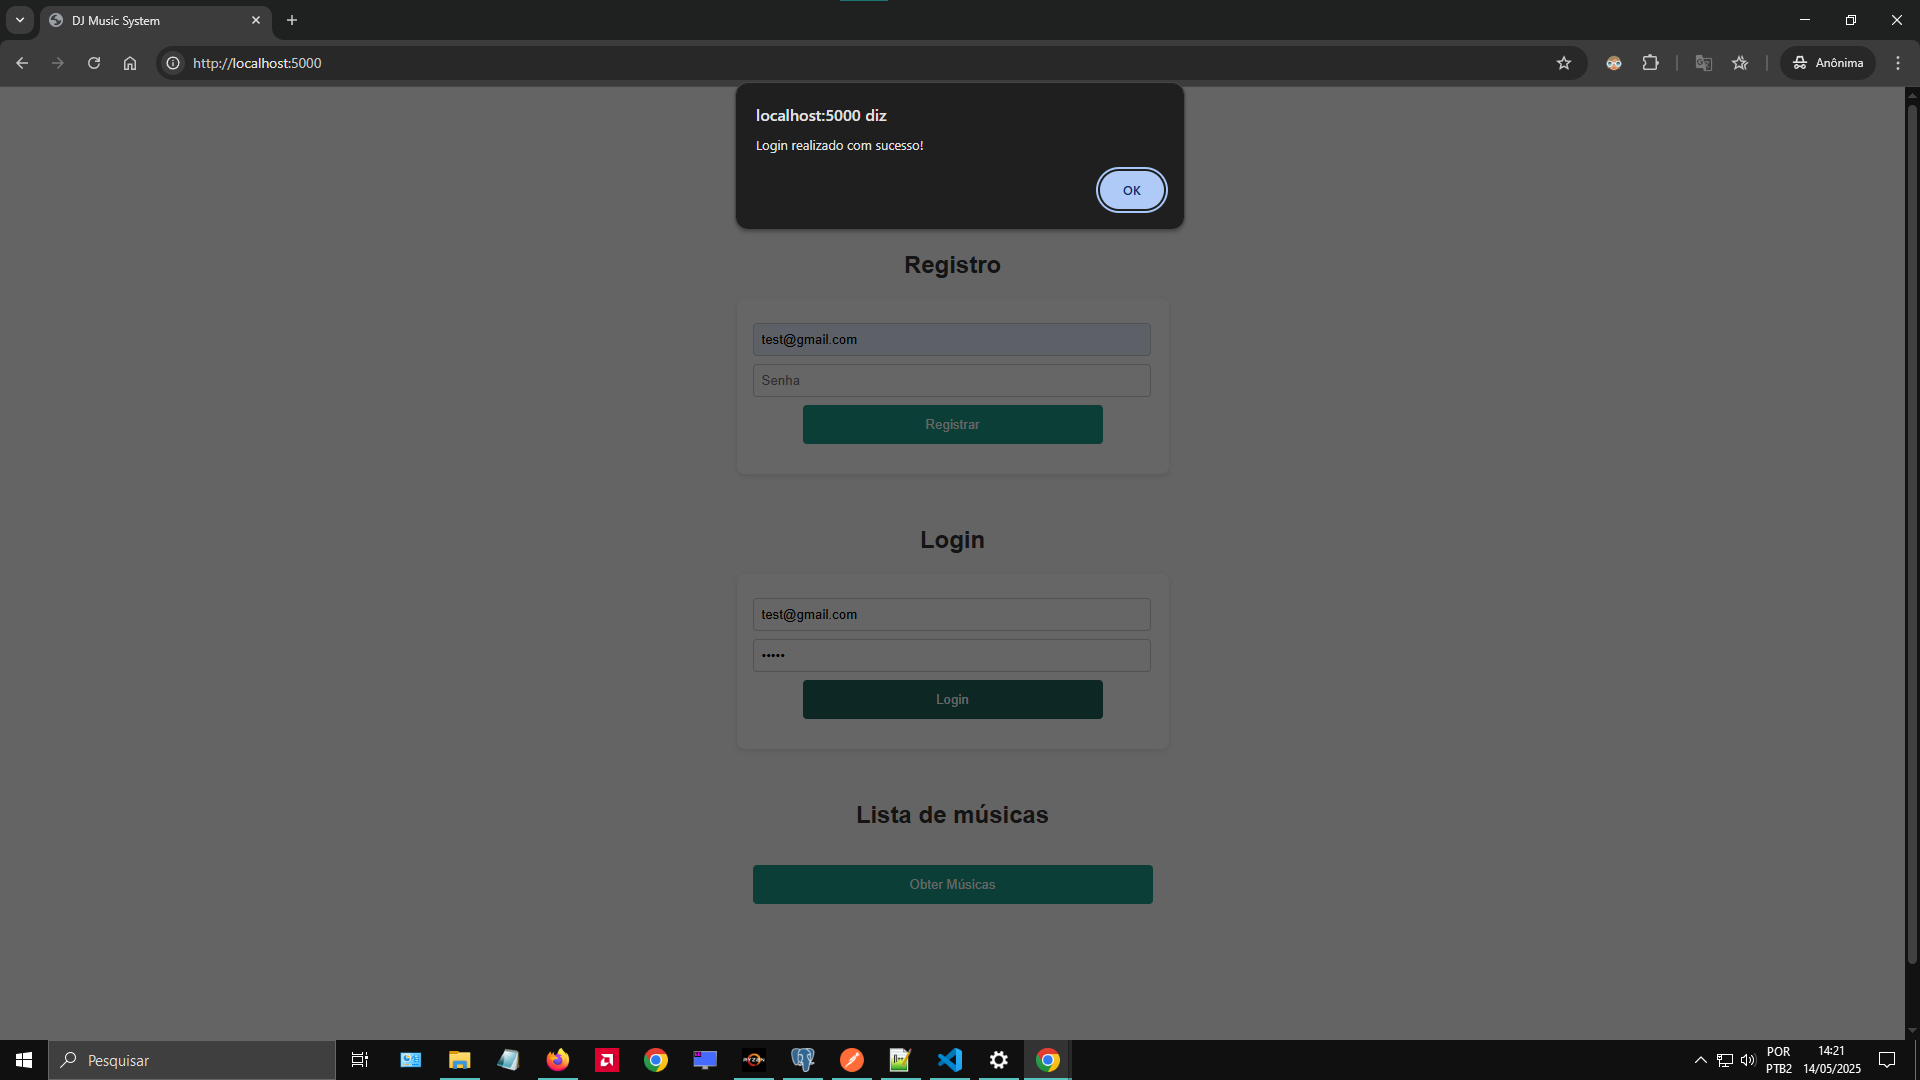 DJ Music System
http://localhost:5000
Anônima
localhost:5000 diz
Login realizado com sucesso!
OK
Registro
test@gmail.com
Senha
Registrar
Login
test@gmail.com
•••••
Login
Lista de músicas
Obter Músicas
Pesquisar
RYZEN
POR
PTB2
14:21
14/05/2025